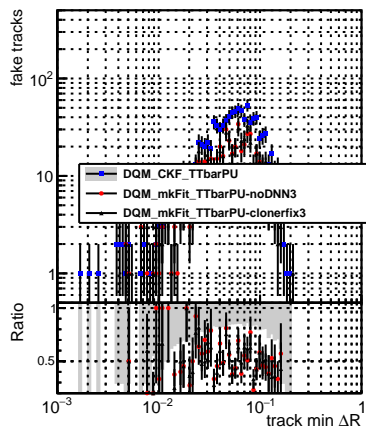 fake tracks
10²
DQM_CKF_TTbarPU
10
DQM_mkFit_TTbarPU-noDNN3
DQM_mkFit_TTbarPU-clonerfix3
1
Ratio
1
0.5
10⁻³ 10⁻² 10⁻¹ 1
track min ΔR